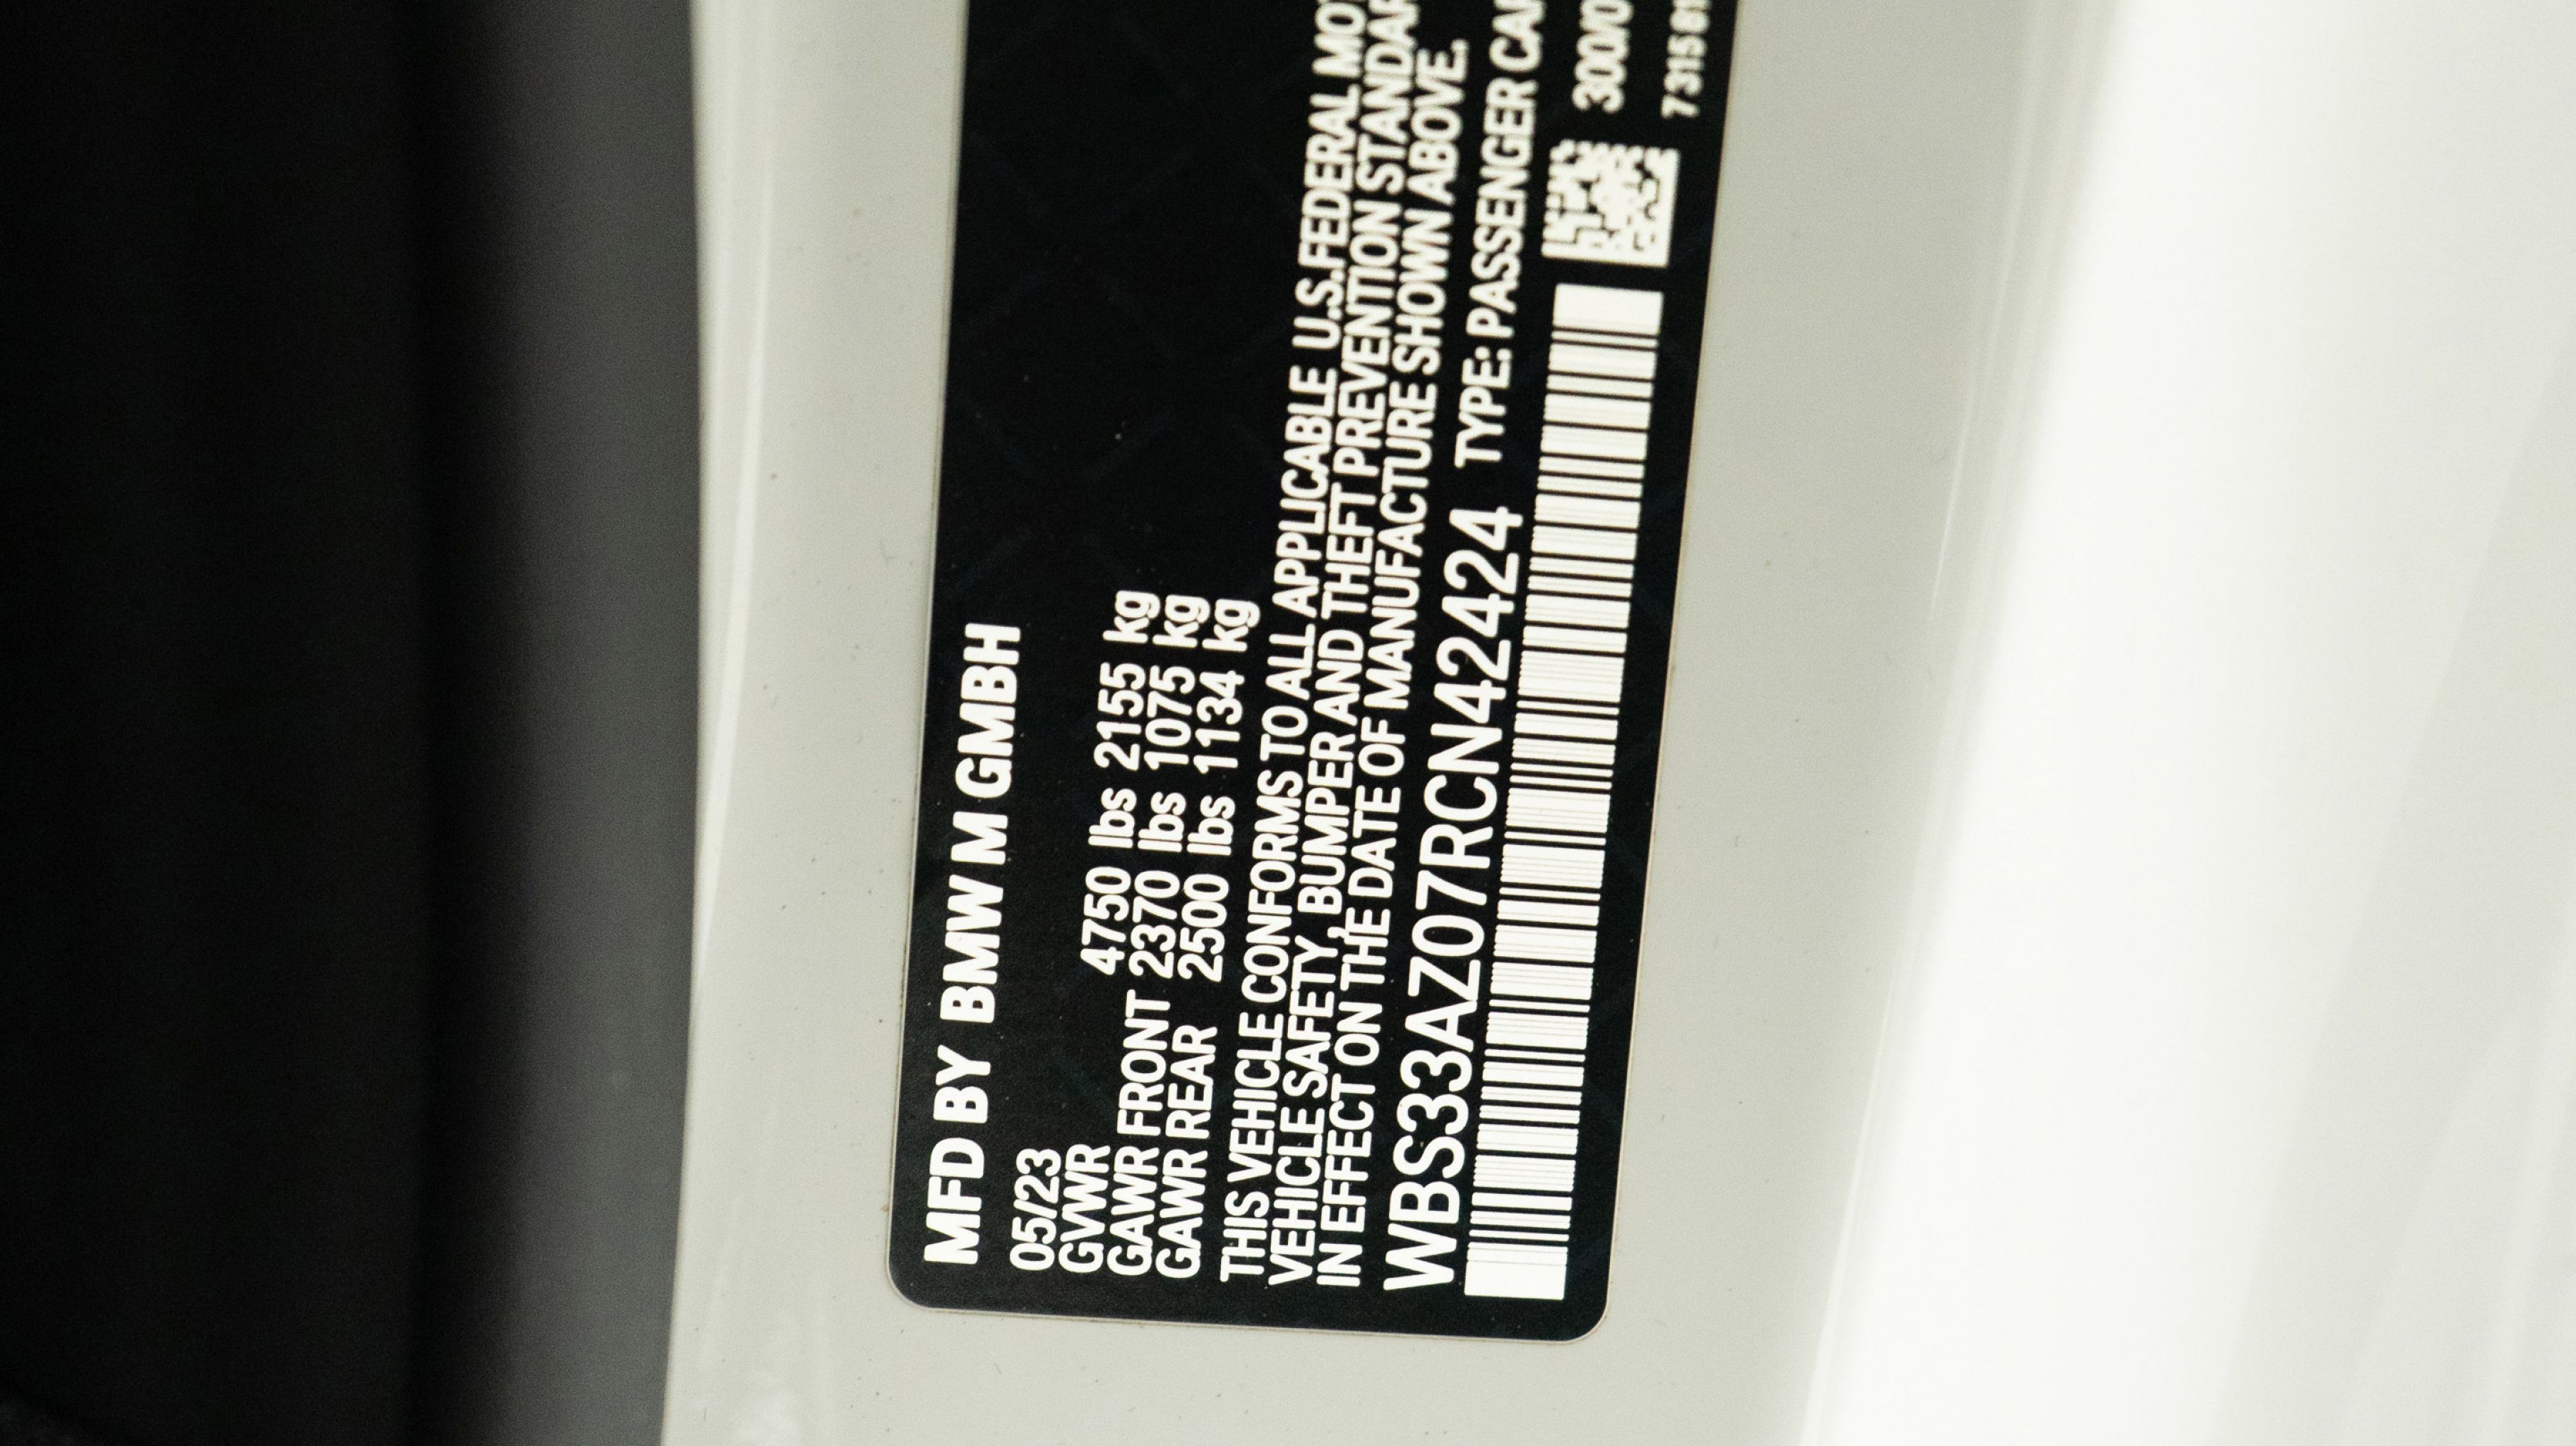 MFD BY BMW M GMBH
05/23
GVWR 4750 lbs 2155 kg
GAWR FRONT 2370 lbs 1075 kg
GAWR REAR 2500 lbs 1134 kg
THIS VEHICLE CONFORMS TO ALL APPLICABLE U.S.FEDERAL
VEHICLE SAFETY, BUMPER AND THEFT PREVENTION
IN EFFECT ON THE DATE OF MANUFACTURE SHOWN ABOVE.
WBS33AZ07RCN42424 TYPE: PASSENGER